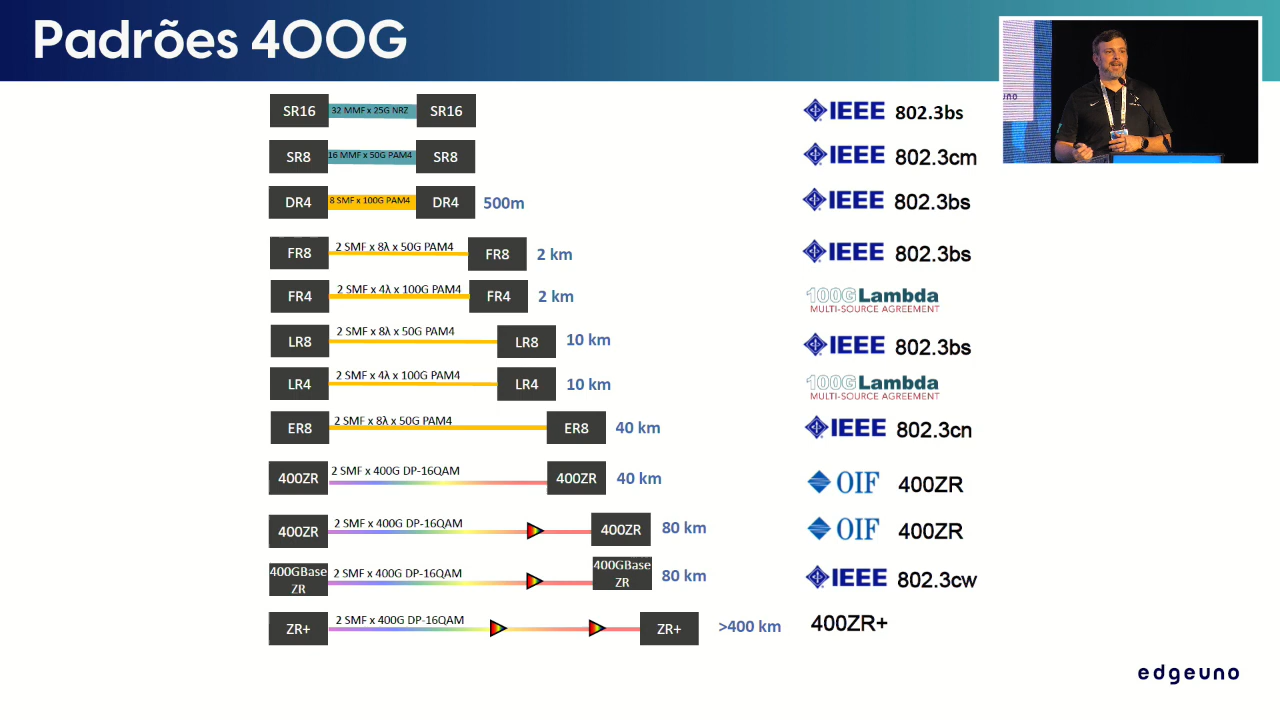 Padrões 400G
SR16 32 MMF x 25G NRZ SR16 IEEE 802.3bs
SR8 16 MMF x 50G PAM4 SR8 IEEE 802.3cm
DR4 8 SMF x 100G PAM4 DR4 500m IEEE 802.3bs
FR8 2 SMF x 8λ x 50G PAM4 FR8 2 km IEEE 802.3bs
FR4 2 SMF x 4λ x 100G PAM4 FR4 2 km 100G Lambda
MULTI-SOURCE AGREEMENT
LR8 2 SMF x 8λ x 50G PAM4 LR8 10 km IEEE 802.3bs
LR4 2 SMF x 4λ x 100G PAM4 LR4 10 km 100G Lambda
MULTI-SOURCE AGREEMENT
ER8 2 SMF x 8λ x 50G PAM4 ER8 40 km IEEE 802.3cn
400ZR 2 SMF x 400G DP-16QAM 400ZR 40 km OIF 400ZR
400ZR 2 SMF x 400G DP-16QAM 400ZR 80 km OIF 400ZR
400GBase
ZR 2 SMF x 400G DP-16QAM 400GBase
ZR 80 km IEEE 802.3cw
ZR+ 2 SMF x 400G DP-16QAM ZR+ >400 km 400ZR+
edgeuno